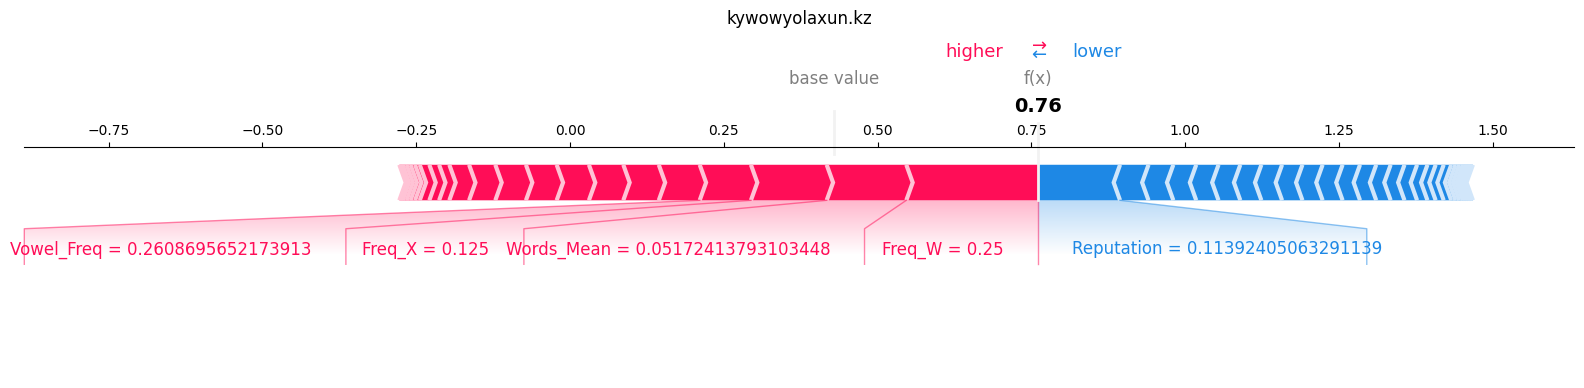 kywowyolaxun.kz
higher ⇄ lower
base value f(x)
0.76
−0.75 −0.50 −0.25 0.00 0.25 0.50 0.75 1.00 1.25 1.50
Vowel_Freq = 0.2608695652173913 Freq_X = 0.125 Words_Mean = 0.05172413793103448 Freq_W = 0.25 Reputation = 0.11392405063291139